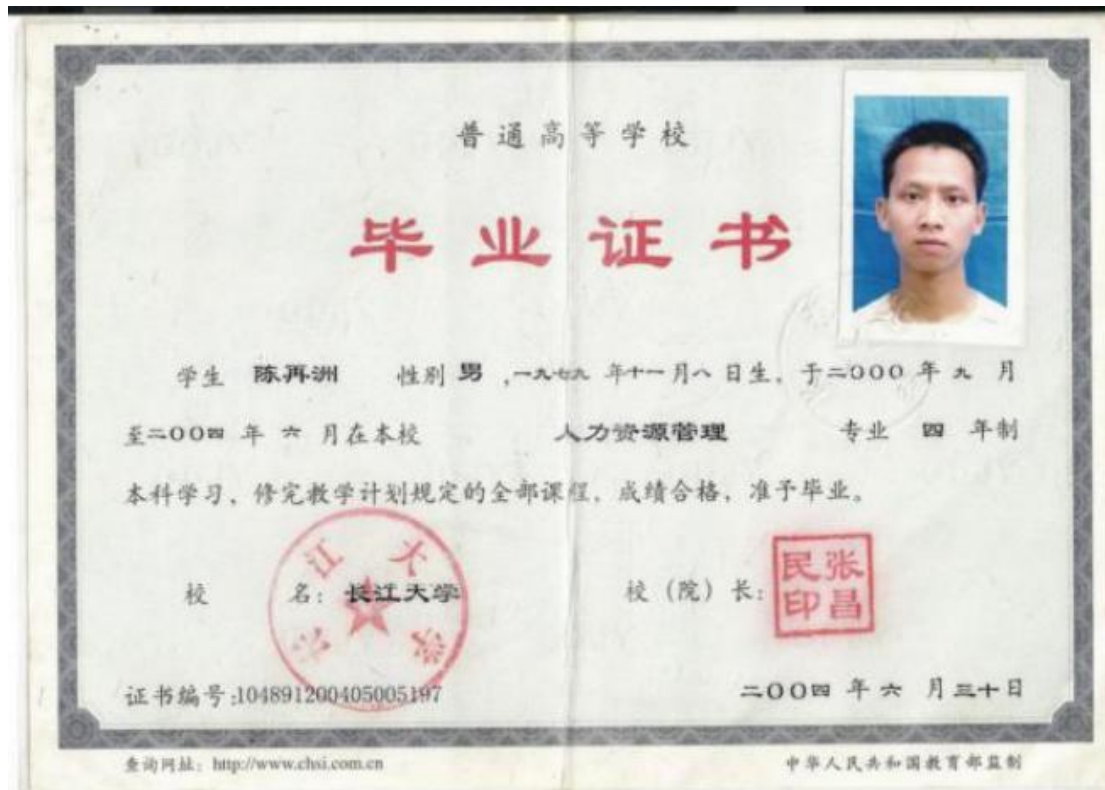 普通高等学校
毕业证书
学生 陈再洲 性别 男 ,一九七九 年十一月八 日生、于二000 年 九 月
至二00四 年 六 月在本校 人力资源管理 专业 四 年制
本科学习、修完教学计划规定的全部课程、成绩合格、准予毕业。
校 名: 长江大学 校(院)长: 张昌民印
长江大学
证书编号:104891200405005197 二00四 年 六 月三十日
查询网址: http://www.chsi.com.cn 中华人民共和国教育部监制